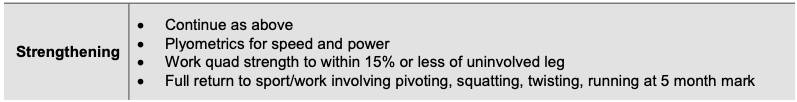 Strengthening
• Continue as above
• Plyometrics for speed and power
• Work quad strength to within 15% or less of uninvolved leg
• Full return to sport/work involving pivoting, squatting, twisting, running at 5 month mark